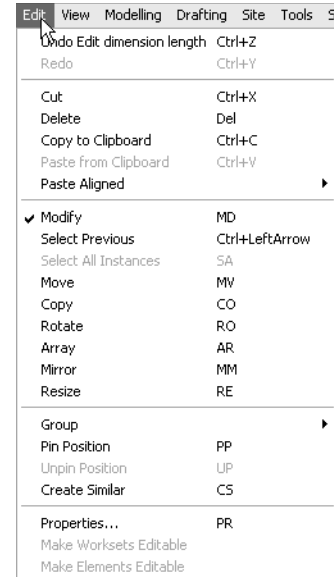 Edit View Modelling Drafting Site Tools S
Undo Edit dimension length Ctrl+Z
Redo Ctrl+Y
Cut Ctrl+X
Delete Del
Copy to Clipboard Ctrl+C
Paste from Clipboard Ctrl+V
Paste Aligned
Modify MD
Select Previous Ctrl+LeftArrow
Select All Instances SA
Move MV
Copy CO
Rotate RO
Array AR
Mirror MM
Resize RE
Group
Pin Position PP
Unpin Position UP
Create Similar CS
Properties... PR
Make Worksets Editable
Make Elements Editable